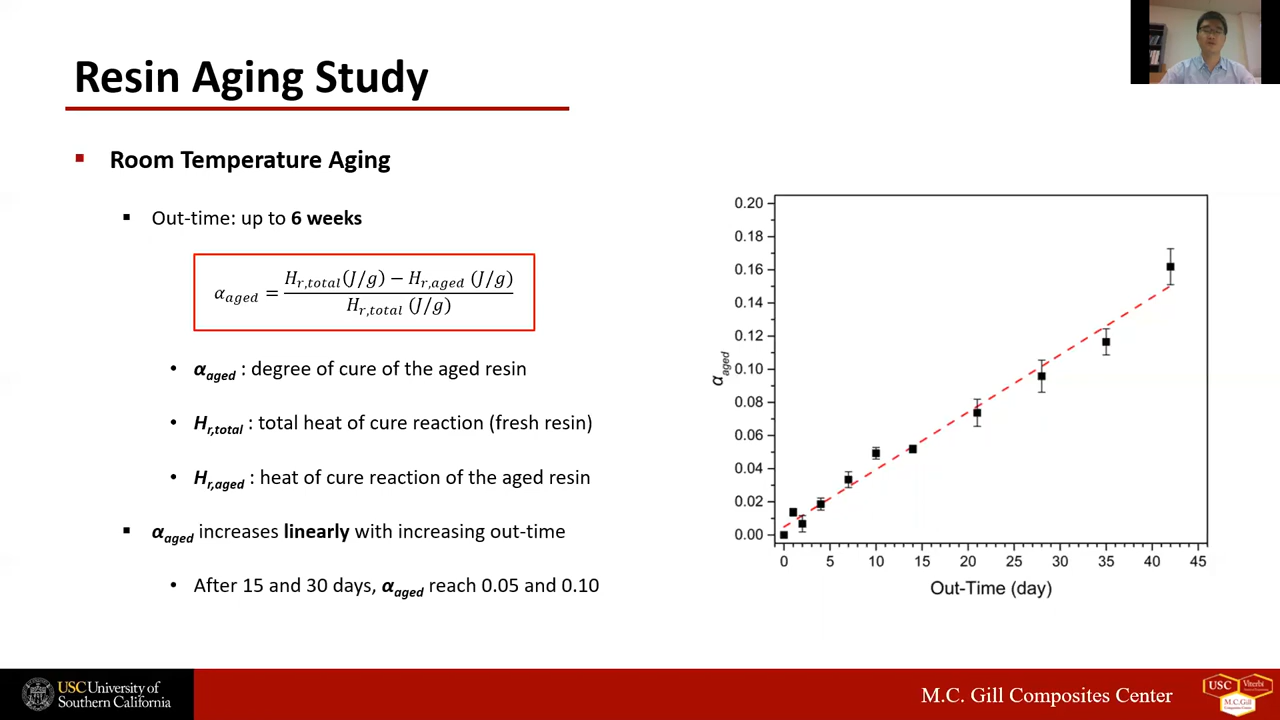 Resin Aging Study
▪ Room Temperature Aging
▪ Out-time: up to 6 weeks
α_aged = (H_r,total(J/g) − H_r,aged (J/g)) / H_r,total (J/g)
• α_aged : degree of cure of the aged resin
• H_r,total : total heat of cure reaction (fresh resin)
• H_r,aged : heat of cure reaction of the aged resin
▪ α_aged increases linearly with increasing out-time
• After 15 and 30 days, α_aged reach 0.05 and 0.10
α_aged
0.20
0.18
0.16
0.14
0.12
0.10
0.08
0.06
0.04
0.02
0.00
0 5 10 15 20 25 30 35 40 45
Out-Time (day)
USC University of
Southern California
M.C. Gill Composites Center
USC
Viterbi
M.C.Gill